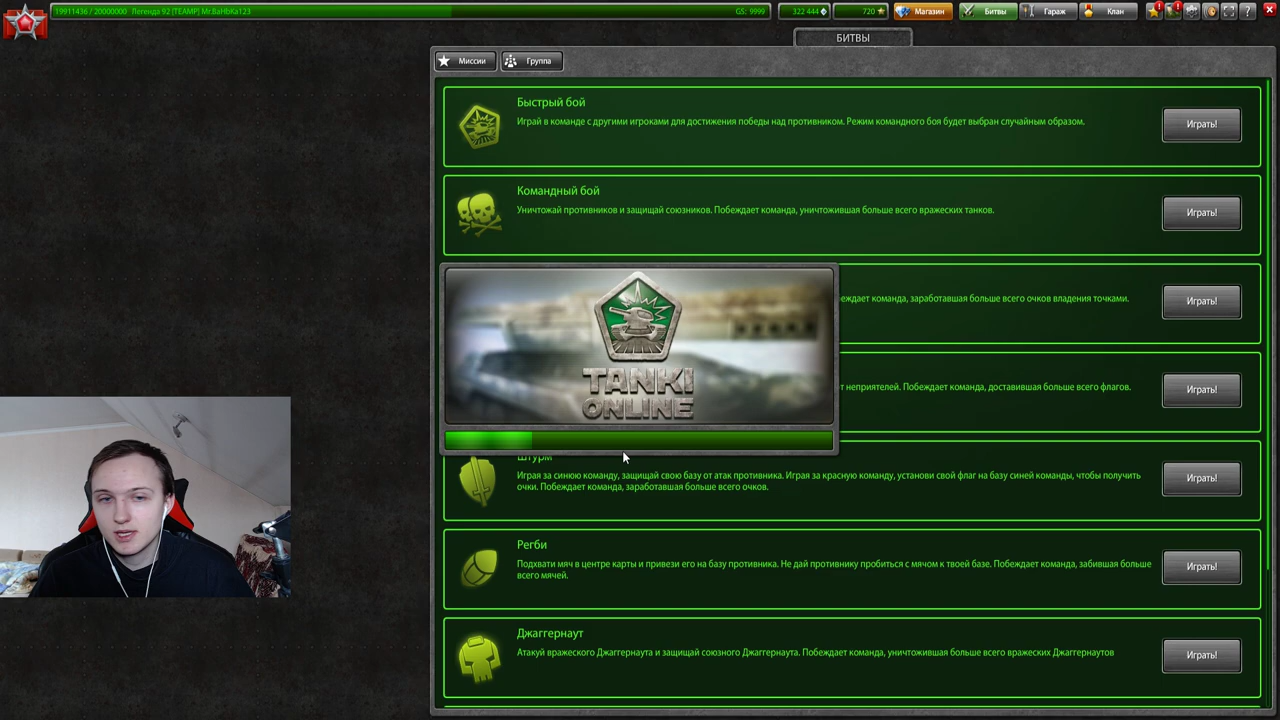 19911436 / 20000000 Легенда 92 [TEAMP] Mr.BaHbKa123
GS: 9999
322 444
720
Магазин
Битвы
Гараж
Клан
?
БИТВЫ
Миссии
Группа
Быстрый бой
Играй в команде с другими игроками для достижения победы над противником. Режим командного боя будет выбран случайным образом.
Играть!
Командный бой
Уничтожай противников и защищай союзников. Побеждает команда, уничтожившая больше всего вражеских танков.
Играть!
еждает команда, заработавшая больше всего очков владения точками.
Играть!
TANKI
ONLINE
т неприятелей. Побеждает команда, доставившая больше всего флагов.
Играть!
Штурм
Играя за синюю команду, защищай свою базу от атак противника. Играя за красную команду, установи свой флаг на базу синей команды, чтобы получить
очки. Побеждает команда, заработавшая больше всего очков.
Играть!
Регби
Подхвати мяч в центре карты и привези его на базу противника. Не дай противнику пробиться с мячом к твоей базе. Побеждает команда, забившая больше
всего мячей.
Играть!
Джаггернаут
Атакуй вражеского Джаггернаута и защищай союзного Джаггернаута. Побеждает команда, уничтожившая больше всего вражеских Джаггернаутов
Играть!